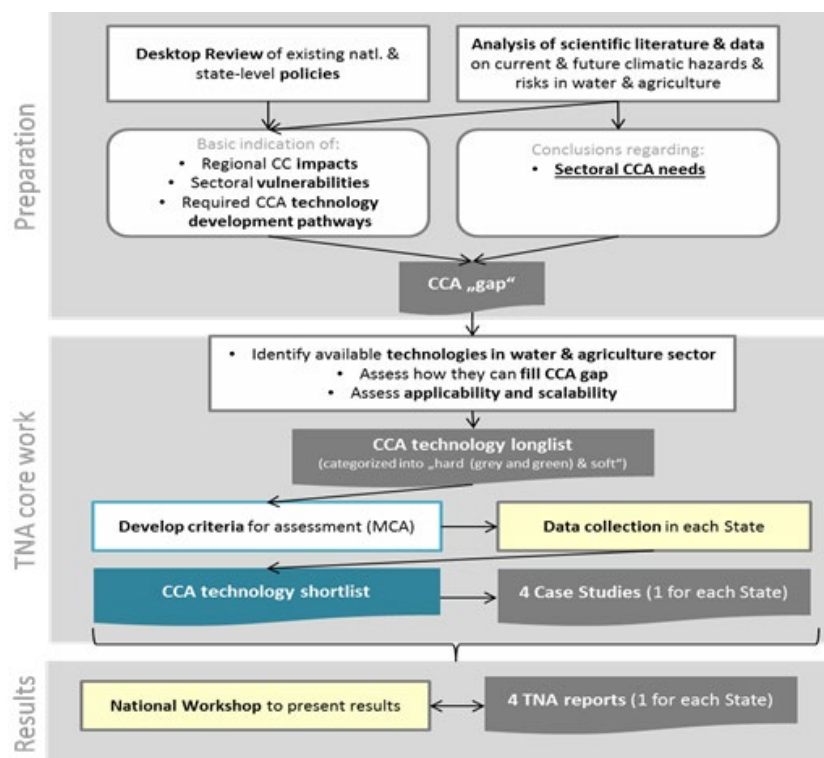 Preparation
Desktop Review of existing natl. &
state-level policies
Analysis of scientific literature & data
on current & future climatic hazards &
risks in water & agriculture
Basic indication of:
• Regional CC impacts
• Sectoral vulnerabilities
• Required CCA technology
development pathways
Conclusions regarding:
• Sectoral CCA needs
CCA „gap“
TNA core work
• Identify available technologies in water & agriculture sector
• Assess how they can fill CCA gap
• Assess applicability and scalability
CCA technology longlist
(categorized into „hard (grey and green) & soft“)
Develop criteria for assessment (MCA)
Data collection in each State
CCA technology shortlist
4 Case Studies (1 for each State)
Results
National Workshop to present results
4 TNA reports (1 for each State)